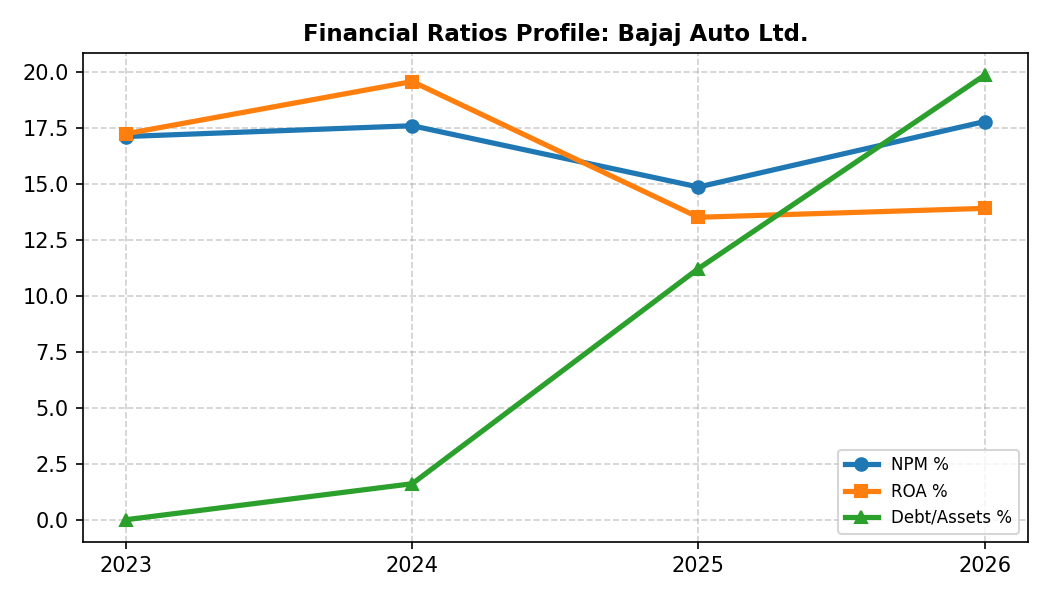 Financial Ratios Profile: Bajaj Auto Ltd.
20.0
17.5
15.0
12.5
10.0
7.5
5.0
2.5
0.0
NPM %
ROA %
Debt/Assets %
2023 2024 2025 2026